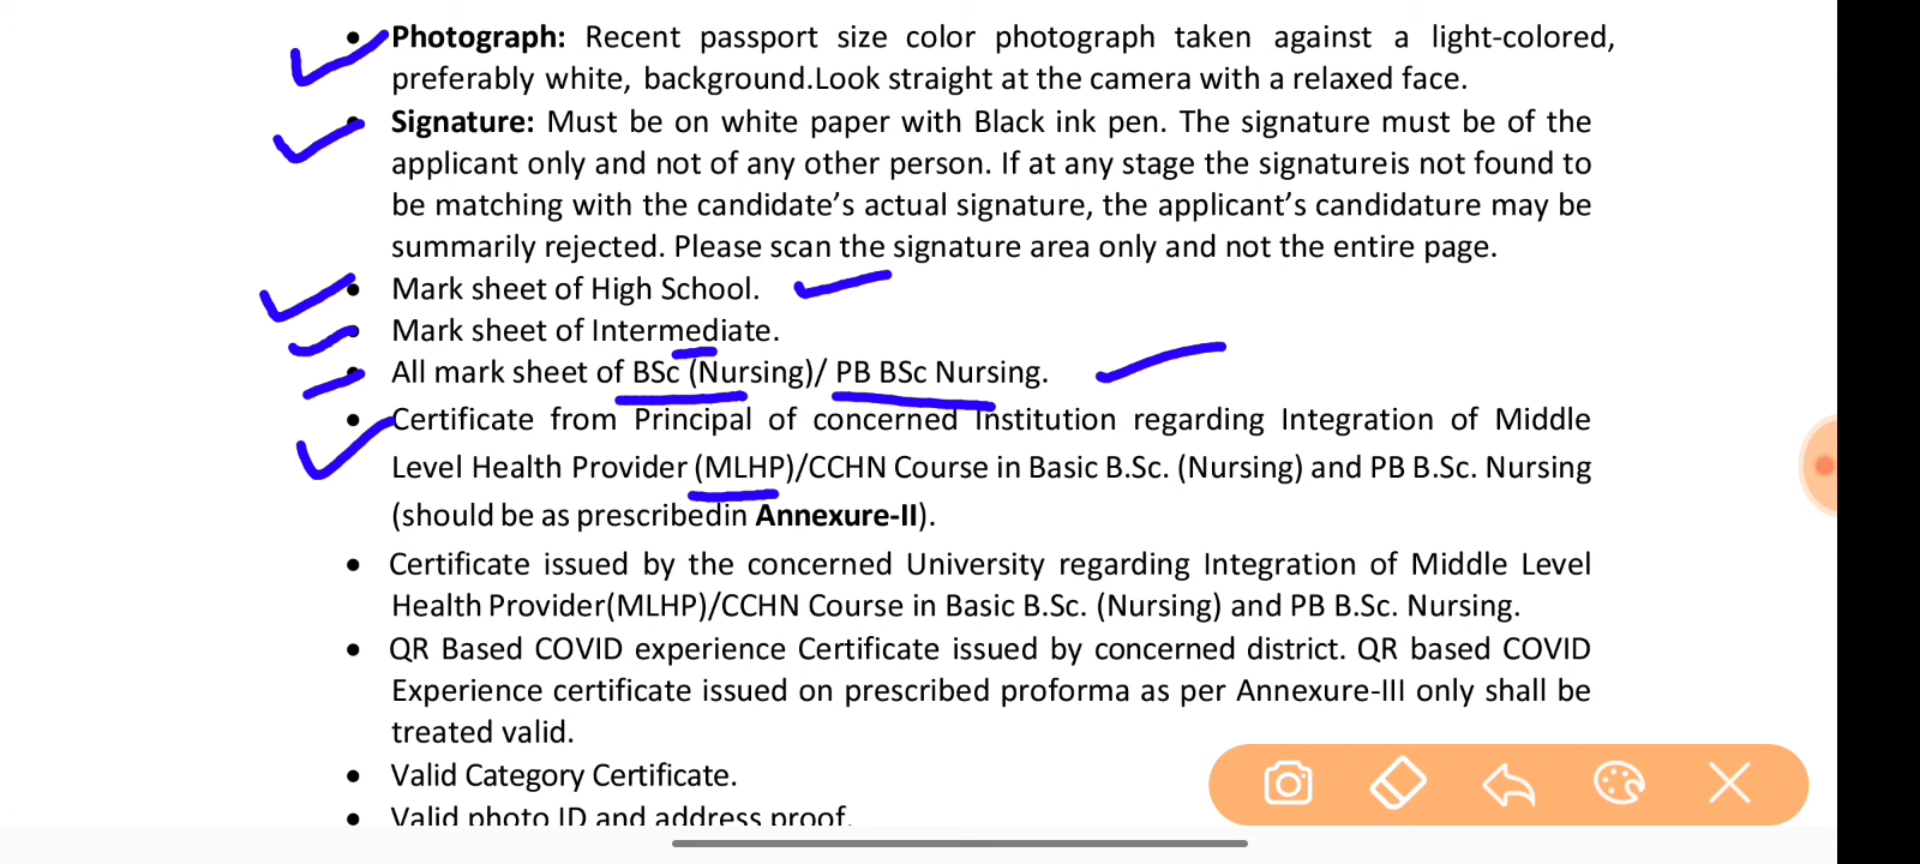 • Photograph: Recent passport size color photograph taken against a light-colored,
preferably white, background.Look straight at the camera with a relaxed face.
• Signature: Must be on white paper with Black ink pen. The signature must be of the
applicant only and not of any other person. If at any stage the signatureis not found to
be matching with the candidate’s actual signature, the applicant’s candidature may be
summarily rejected. Please scan the signature area only and not the entire page.
• Mark sheet of High School.
• Mark sheet of Intermediate.
• All mark sheet of BSc (Nursing)/ PB BSc Nursing.
• Certificate from Principal of concerned Institution regarding Integration of Middle
Level Health Provider (MLHP)/CCHN Course in Basic B.Sc. (Nursing) and PB B.Sc. Nursing
(should be as prescribedin Annexure-II).
• Certificate issued by the concerned University regarding Integration of Middle Level
Health Provider(MLHP)/CCHN Course in Basic B.Sc. (Nursing) and PB B.Sc. Nursing.
• QR Based COVID experience Certificate issued by concerned district. QR based COVID
Experience certificate issued on prescribed proforma as per Annexure-III only shall be
treated valid.
• Valid Category Certificate.
• Valid photo ID and address proof.